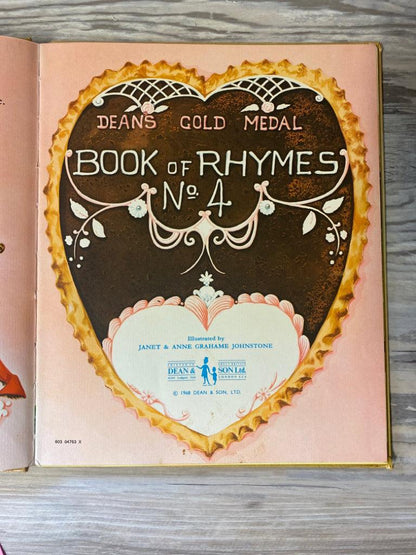 DEANS GOLD MEDAL
BOOK OF RHYMES
No 4
Illustrated by
JANET & ANNE GRAHAME JOHNSTONE
DEAN & SON Ltd.
© 1968 DEAN & SON, LTD.
603 04753 X